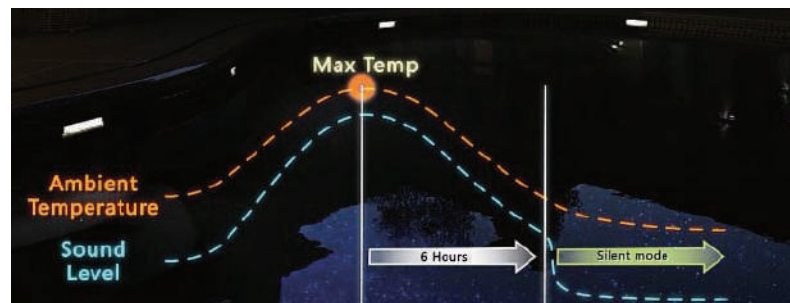 Max Temp
Ambient
Temperature
Sound
Level
6 Hours
Silent mode